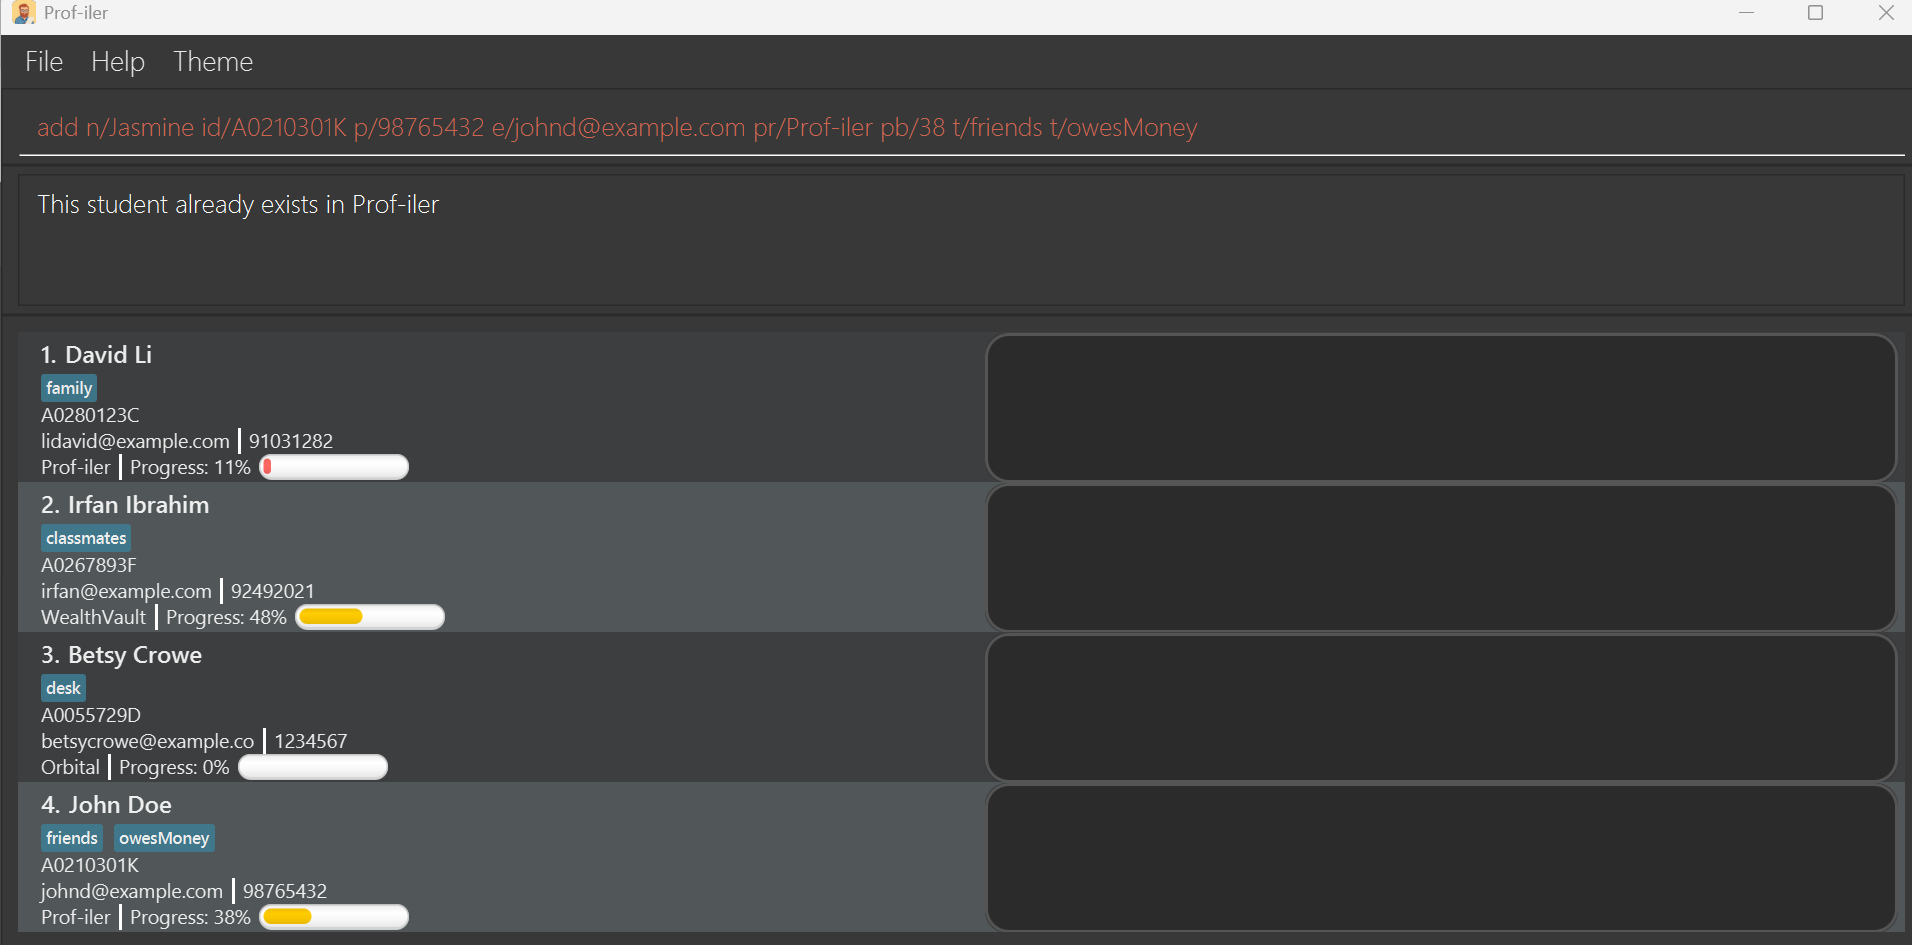 Prof-iler
File Help Theme
add n/Jasmine id/A0210301K p/98765432 e/johnd@example.com pr/Prof-iler pb/38 t/friends t/owesMoney
This student already exists in Prof-iler
1. David Li
family
A0280123C
lidavid@example.com 91031282
Prof-iler Progress: 11%
2. Irfan Ibrahim
classmates
A0267893F
irfan@example.com 92492021
WealthVault Progress: 48%
3. Betsy Crowe
desk
A0055729D
betsycrowe@example.co 1234567
Orbital Progress: 0%
4. John Doe
friends owesMoney
A0210301K
johnd@example.com 98765432
Prof-iler Progress: 38%